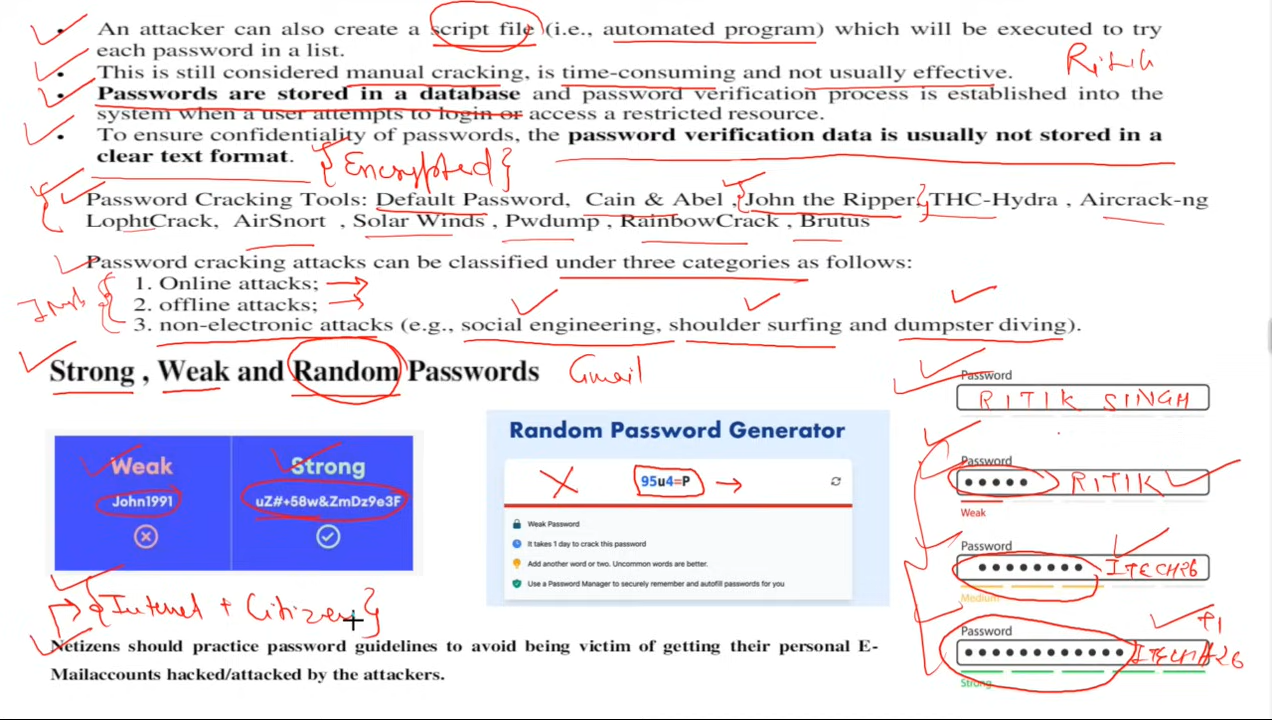 • An attacker can also create a script file (i.e., automated program) which will be executed to try
each password in a list.
• This is still considered manual cracking, is time-consuming and not usually effective.
Ritik
• Passwords are stored in a database and password verification process is established into the
system when a user attempts to login or access a restricted resource.
• To ensure confidentiality of passwords, the password verification data is usually not stored in a
clear text format.
{Encrypted}
Password Cracking Tools: Default Password, Cain & Abel , {John the Ripper,} THC-Hydra , Aircrack-ng
LophtCrack, AirSnort , Solar Winds , Pwdump , RainbowCrack , Brutus
Password cracking attacks can be classified under three categories as follows:
1. Online attacks;
2. offline attacks;
3. non-electronic attacks (e.g., social engineering, shoulder surfing and dumpster diving).
Strong , Weak and Random Passwords
Gmail
Weak
John1991
Strong
uZ#+58w&ZmDz9e3F
Random Password Generator
95u4=P
Weak Password
It takes 1 day to crack this password
Add another word or two. Uncommon words are better.
Use a Password Manager to securely remember and autofill passwords for you
Password
RITIK SINGH
Password
RITIK
Weak
Password
ITECH26
Medium
Password
Strong
{Internet + Citizen}
Netizens should practice password guidelines to avoid being victim of getting their personal E-
Mailaccounts hacked/attacked by the attackers.